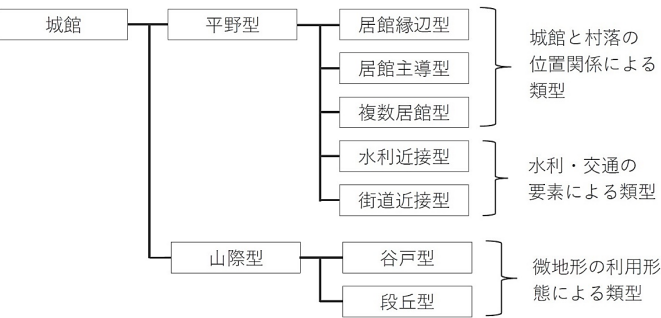 城館
平野型
居館縁辺型
居館主導型
複数居館型
城館と村落の
位置関係による
類型
水利近接型
街道近接型
水利・交通の
要素による類型
山際型
谷戸型
段丘型
微地形の利用形
態による類型